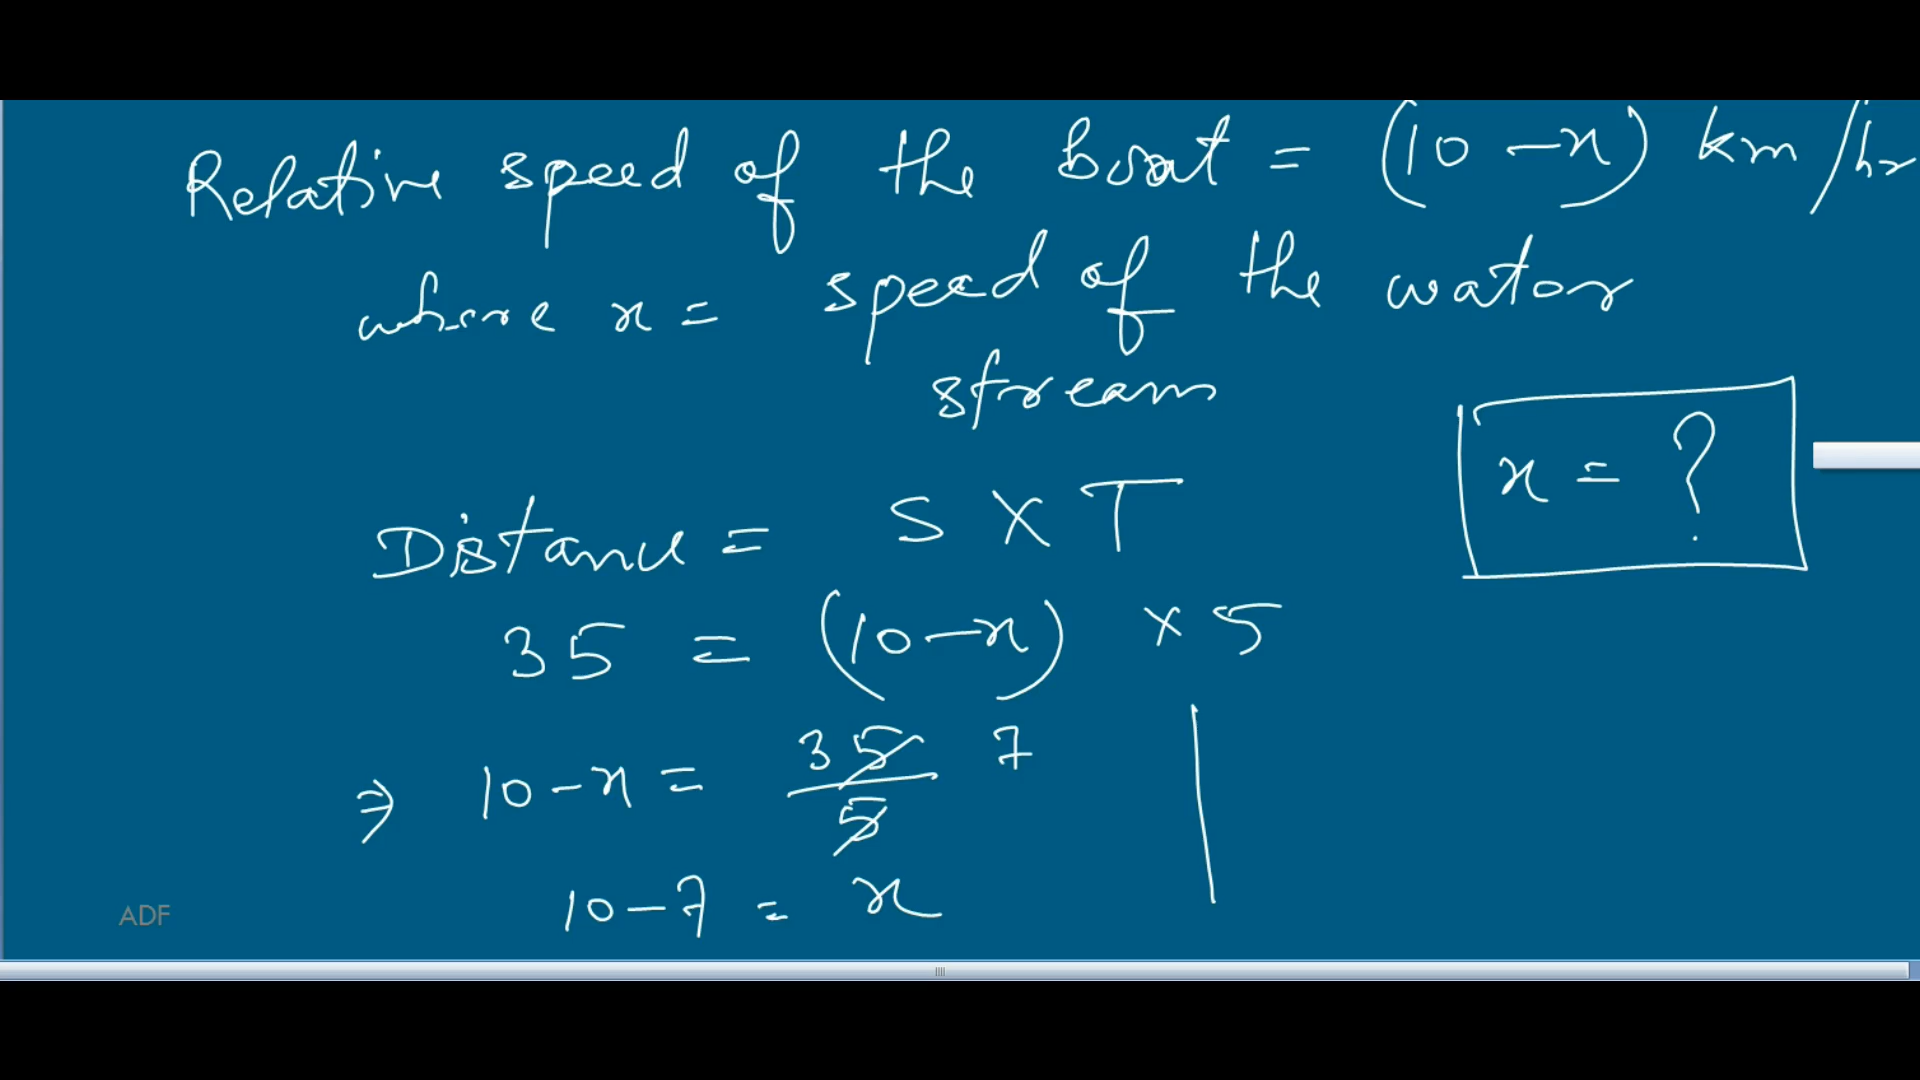 Relative speed of the boat = (10 - x) km/hr
where x = speed of the water
stream
x = ?
Distance = S X T
35 = (10 - x) × 5
⇒ 10 - x = 35/5 7
10 - 7 = x
ADF